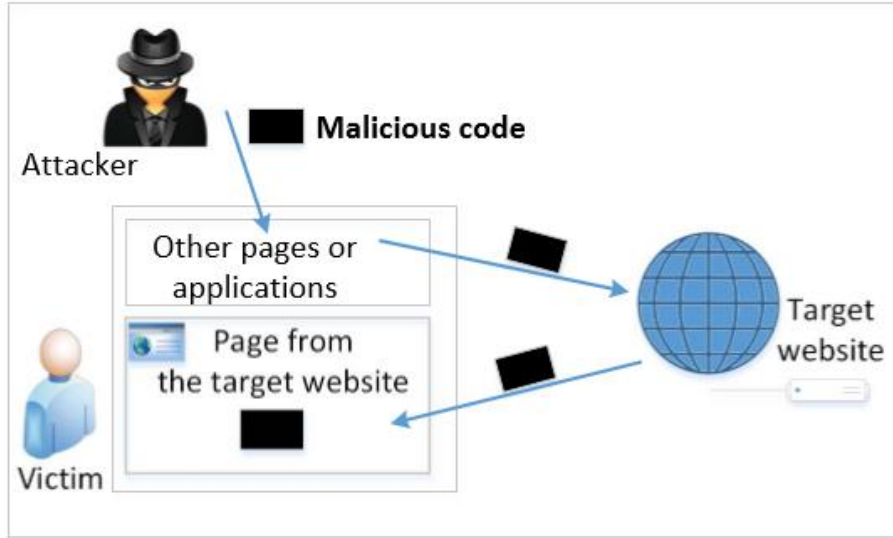 Malicious code
Attacker
Other pages or
applications
Page from
the target website
Target
website
Victim